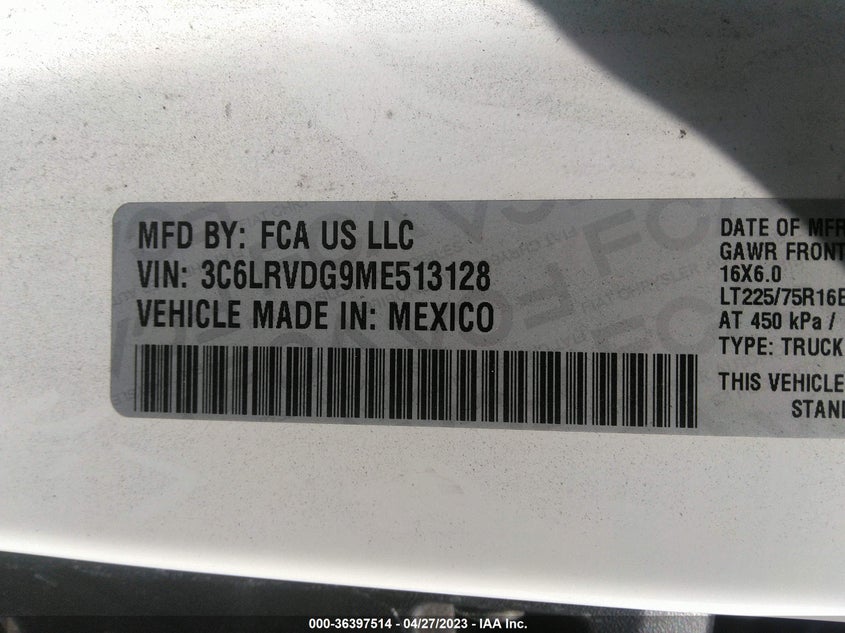 MFD BY: FCA US LLC
VIN: 3C6LRVDG9ME513128
VEHICLE MADE IN: MEXICO
DATE OF MFR
GAWR FRONT
16X6.0
LT225/75R16E
AT 450 kPa /
TYPE: TRUCK
THIS VEHICLE
STAN
000-36397514 - 04/27/2023 - IAA Inc.